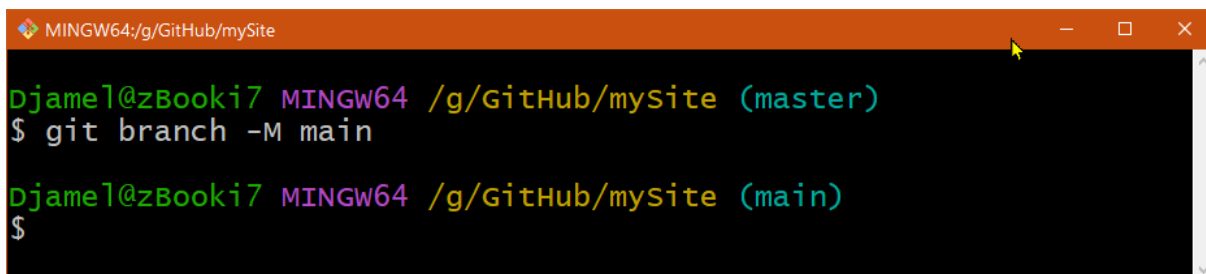 MINGW64:/g/GitHub/mySite
Djamel@zBooki7 MINGW64 /g/GitHub/mySite (master)
$ git branch -M main
Djamel@zBooki7 MINGW64 /g/GitHub/mySite (main)
$